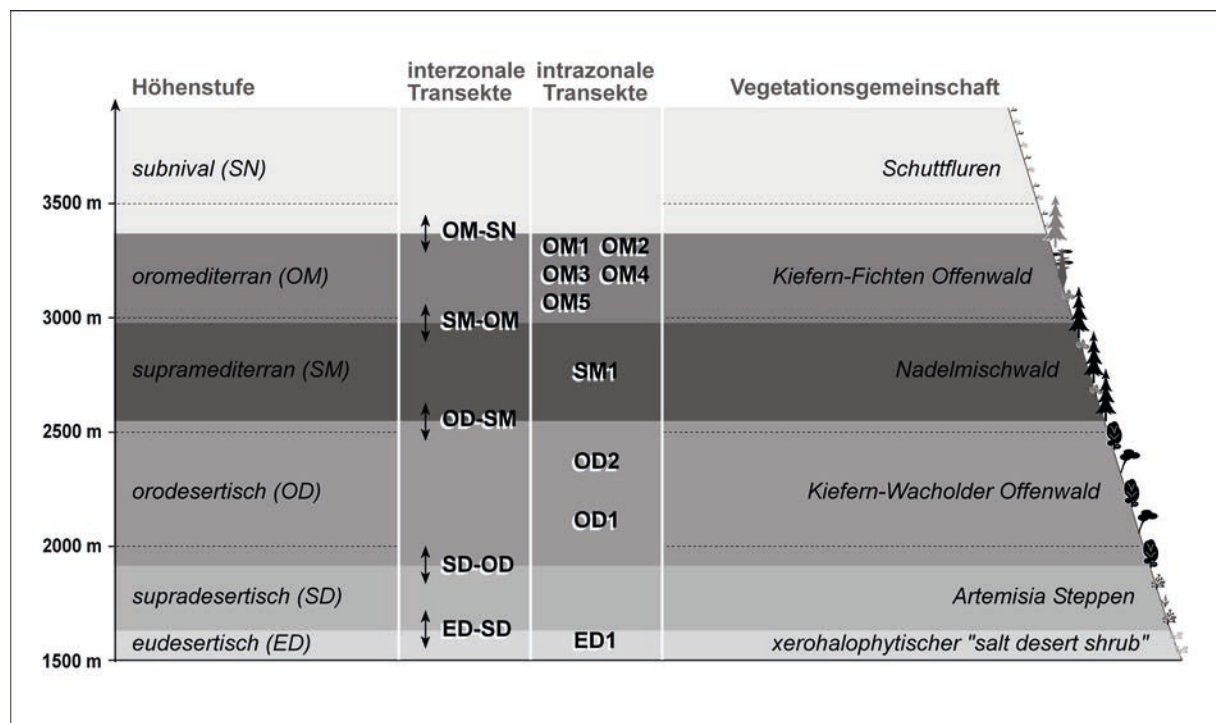 Höhenstufe
interzonale
Transekte
intrazonale
Transekte
Vegetationsgemeinschaft
subnival (SN)
Schuttfluren
3500 m
OM-SN
OM1 OM2
oromediterran (OM)
OM3 OM4
Kiefern-Fichten Offenwald
OM5
3000 m
SM-OM
supramediterran (SM)
SM1
Nadelmischwald
OD-SM
2500 m
OD2
orodesertisch (OD)
Kiefern-Wacholder Offenwald
OD1
2000 m
SD-OD
supradesertisch (SD)
Artemisia Steppen
ED-SD
eudesertisch (ED)
ED1
xerohalophytischer "salt desert shrub"
1500 m